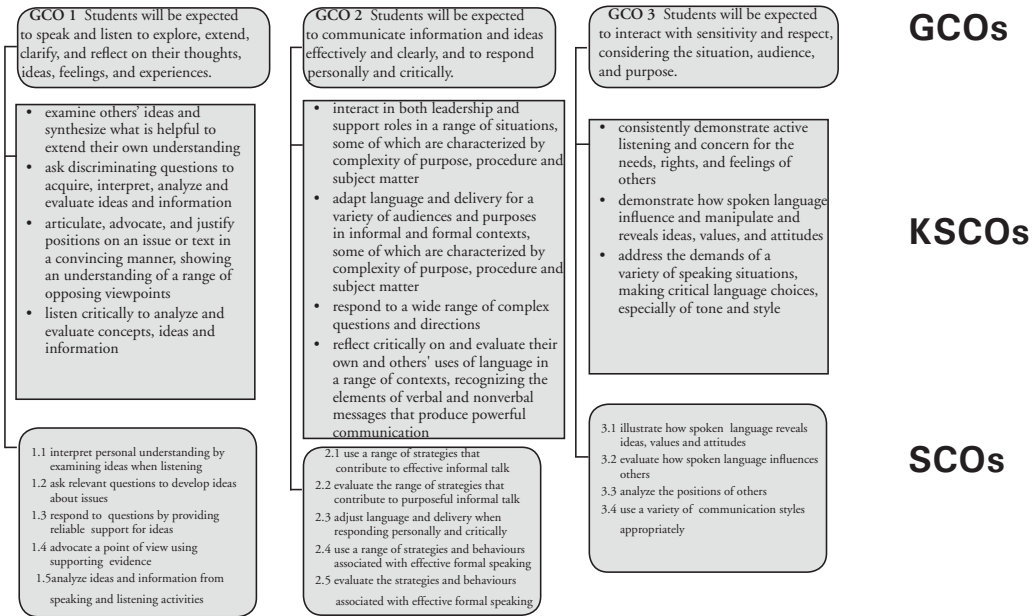 GCO 1 Students will be expected
to speak and listen to explore, extend,
clarify, and reflect on their thoughts,
ideas, feelings, and experiences.
GCO 2 Students will be expected
to communicate information and ideas
effectively and clearly, and to respond
personally and critically.
GCO 3 Students will be expected
to interact with sensitivity and respect,
considering the situation, audience,
and purpose.
GCOs
• examine others' ideas and
synthesize what is helpful to
extend their own understanding
• ask discriminating questions to
acquire, interpret, analyze and
evaluate ideas and information
• articulate, advocate, and justify
positions on an issue or text in
a convincing manner, showing
an understanding of a range of
opposing viewpoints
• listen critically to analyze and
evaluate concepts, ideas and
information
• interact in both leadership and
support roles in a range of situations,
some of which are characterized by
complexity of purpose, procedure and
subject matter
• adapt language and delivery for a
variety of audiences and purposes
in informal and formal contexts,
some of which are characterized by
complexity of purpose, procedure and
subject matter
• respond to a wide range of complex
questions and directions
• reflect critically on and evaluate their
own and others' uses of language in
a range of contexts, recognizing the
elements of verbal and nonverbal
messages that produce powerful
communication
• consistently demonstrate active
listening and concern for the
needs, rights, and feelings of
others
• demonstrate how spoken language
influence and manipulate and
reveals ideas, values, and attitudes
• address the demands of a
variety of speaking situations,
making critical language choices,
especially of tone and style
KSCOs
1.1 interpret personal understanding by
examining ideas when listening
1.2 ask relevant questions to develop ideas
about issues
1.3 respond to questions by providing
reliable support for ideas
1.4 advocate a point of view using
supporting evidence
1.5analyze ideas and information from
speaking and listening activities
2.1 use a range of strategies that
contribute to effective informal talk
2.2 evaluate the range of strategies that
contribute to purposeful informal talk
2.3 adjust language and delivery when
responding personally and critically
2.4 use a range of strategies and behaviours
associated with effective formal speaking
2.5 evaluate the strategies and behaviours
associated with effective formal speaking
3.1 illustrate how spoken language reveals
ideas, values and attitudes
3.2 evaluate how spoken language influences
others
3.3 analyze the positions of others
3.4 use a variety of communication styles
appropriately
SCOs